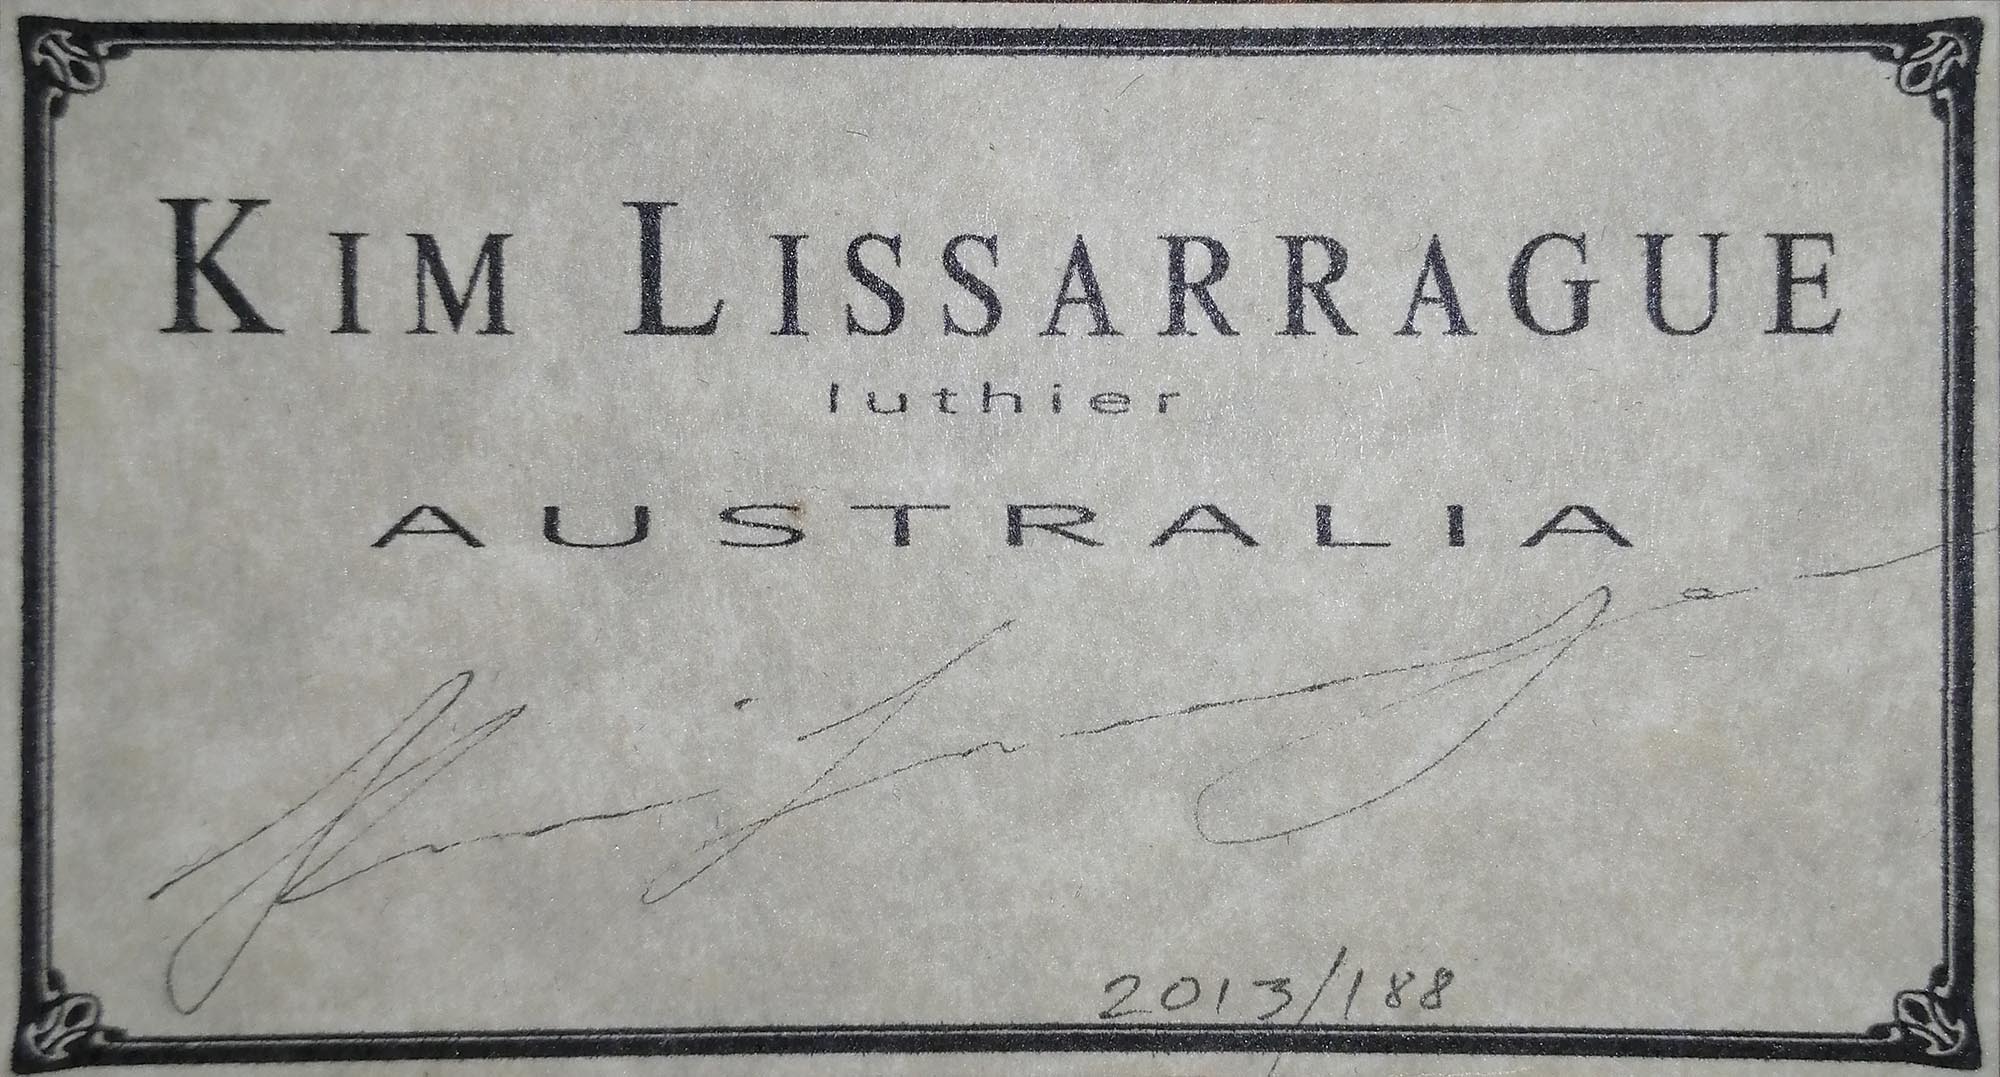 KIM LISSARRAGUE
luthier
AUSTRALIA
2013/188